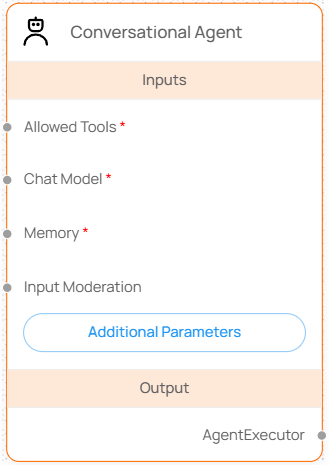 Conversational Agent
Inputs
Allowed Tools *
Chat Model *
Memory *
Input Moderation
Additional Parameters
Output
AgentExecutor